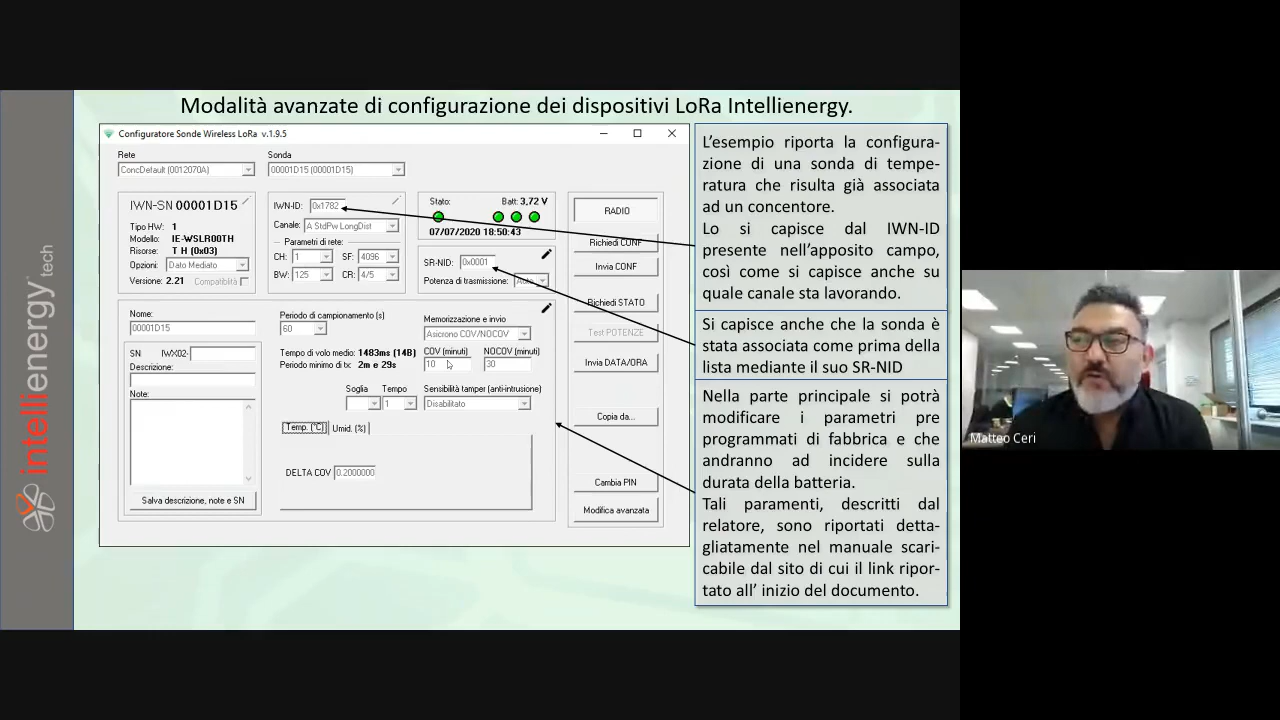 Modalità avanzate di configurazione dei dispositivi LoRa Intellienergy.
Configuratore Sonde Wireless LoRa v.1.9.5
Rete
ConcDefault (0012070A)
Sonda
00001D15 (00001D15)
IWN-SN 00001D15
Tipo HW: 1
Modello: IE-WSLR00TH
Risorse: T H (0x03)
Opzioni: Dato Mediato
Versione: 2.21 Compatibilità
IWN-ID: 0x1782
Canale: A StdPw LongDist
Parametri di rete:
CH: 1 SF: 4096
BW: 125 CR: 4/5
Stato: Batt: 3,72 V
07/07/2020 18:50:43
SR-NID: 0x0001
Potenza di trasmissione: Auto
RADIO
Richiedi CONF
Invia CONF
Richiedi STATO
Test POTENZE
Invia DATA/ORA
Copia da...
Cambia PIN
Modifica avanzata
Nome:
00001D15
SN IWX02-
Descrizione:
Note:
Salva descrizione, note e SN
Periodo di campionamento (s)
60
Memorizzazione e invio
Asicrono COV/NOCOV
Tempo di volo medio: 1483ms (14B)
Periodo minimo di tx: 2m e 29s
COV (minuti) NOCOV (minuti)
10 30
Soglia Tempo
1
Sensibilità tamper (anti-intrusione)
Disabilitato
Temp. (°C) Umid. (%)
DELTA COV 0.2000000
L'esempio riporta la configura-
zione di una sonda di tempe-
ratura che risulta già associata
ad un concentore.
Lo si capisce dal IWN-ID
presente nell'apposito campo,
così come si capisce anche su
quale canale sta lavorando.
Si capisce anche che la sonda è
stata associata come prima della
lista mediante il suo SR-NID
Nella parte principale si potrà
modificare i parametri pre
programmati di fabbrica e che
andranno ad incidere sulla
durata della batteria.
Tali paramenti, descritti dal
relatore, sono riportati detta-
gliatamente nel manuale scari-
cabile dal sito di cui il link ripor-
tato all' inizio del documento.
intellienergy tech
Matteo Ceri